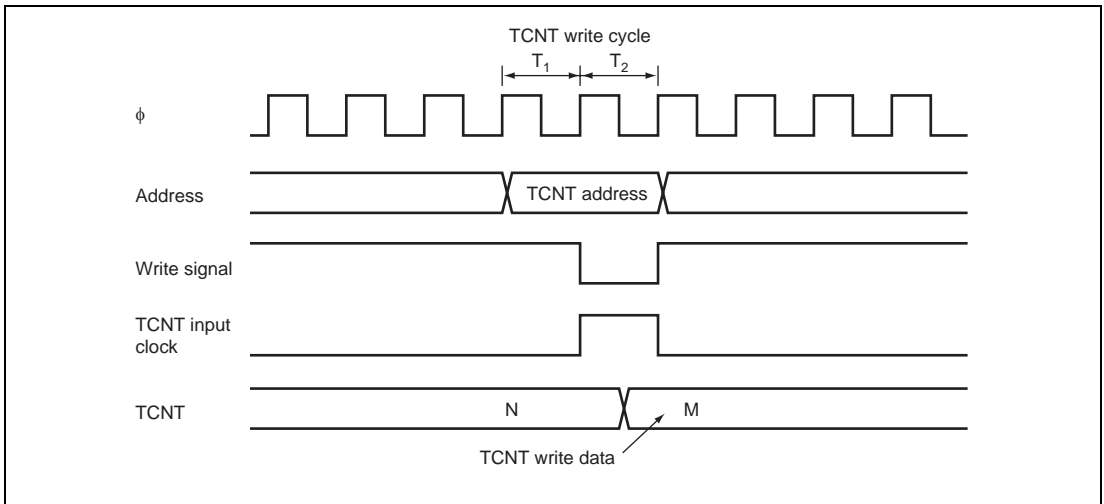 TCNT write cycle
T1 T2
ϕ
Address
TCNT address
Write signal
TCNT input
clock
TCNT
N
M
TCNT write data